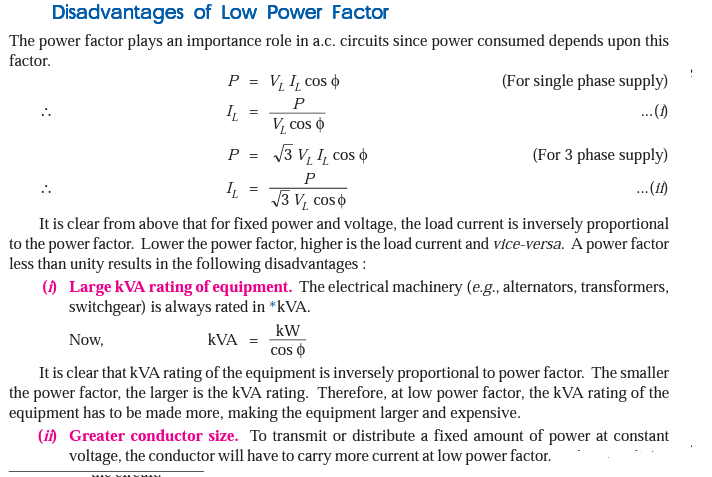 Disadvantages of Low Power Factor
The power factor plays an importance role in a.c. circuits since power consumed depends upon this
factor.
P = V_L I_L cos ϕ (For single phase supply)
∴ I_L = P / V_L cos ϕ ...(i)
P = √3 V_L I_L cos ϕ (For 3 phase supply)
∴ I_L = P / √3 V_L cos ϕ ...(ii)
It is clear from above that for fixed power and voltage, the load current is inversely proportional
to the power factor. Lower the power factor, higher is the load current and vice-versa. A power factor
less than unity results in the following disadvantages :
(i) Large kVA rating of equipment. The electrical machinery (e.g., alternators, transformers,
switchgear) is always rated in *kVA.
Now, kVA = kW / cos ϕ
It is clear that kVA rating of the equipment is inversely proportional to power factor. The smaller
the power factor, the larger is the kVA rating. Therefore, at low power factor, the kVA rating of the
equipment has to be made more, making the equipment larger and expensive.
(ii) Greater conductor size. To transmit or distribute a fixed amount of power at constant
voltage, the conductor will have to carry more current at low power factor.